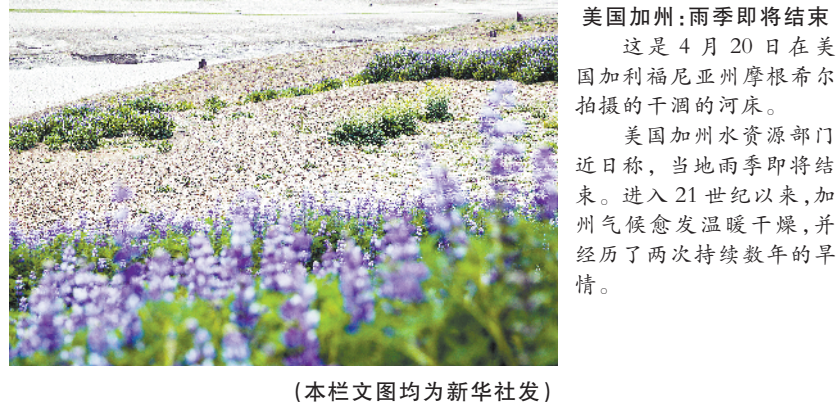 美国加州：雨季即将结束
这是 4 月 20 日在美
国加利福尼亚州摩根希尔
拍摄的干涸的河床。
美国加州水资源部门
近日称，当地雨季即将结
束。进入 21 世纪以来，加
州气候愈发温暖干燥，并
经历了两次持续数年的旱
情。
（本栏文图均为新华社发）